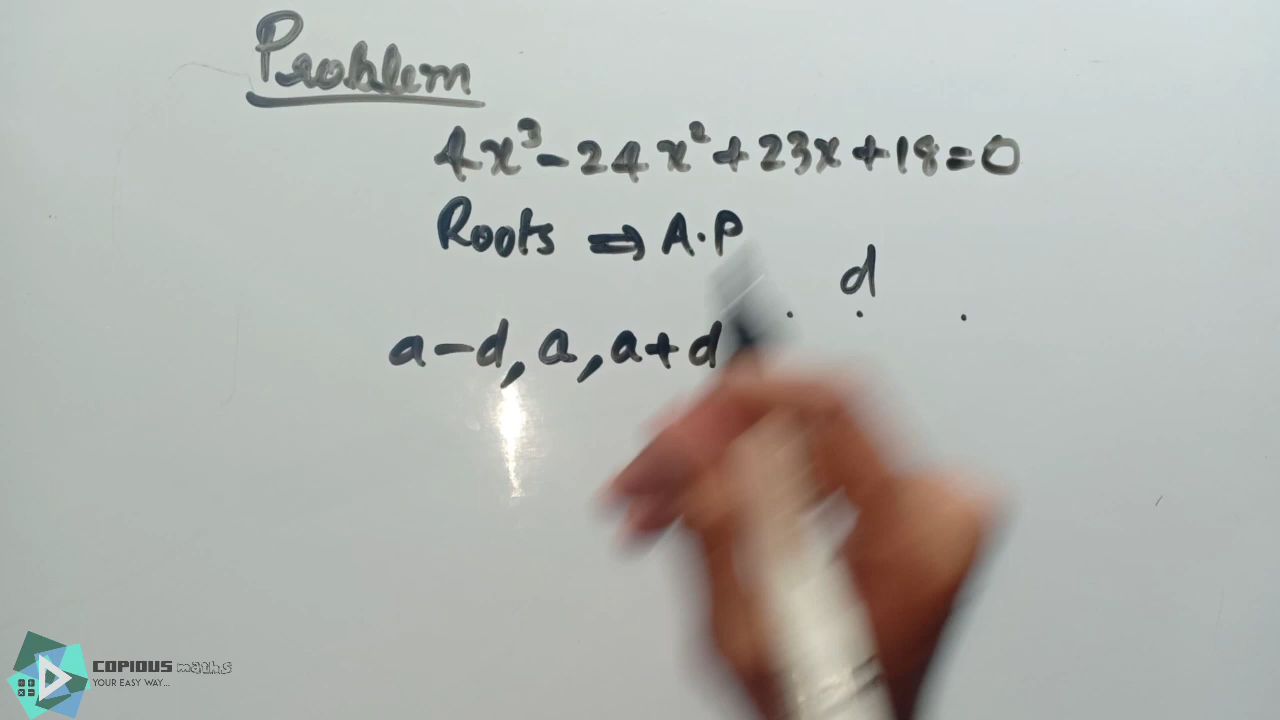 Problem
4x³-24x²+23x+18=0
Roots ⇒ A.P
d
. . .
a-d, a, a+d
COPIOUS maths
YOUR EASY WAY...